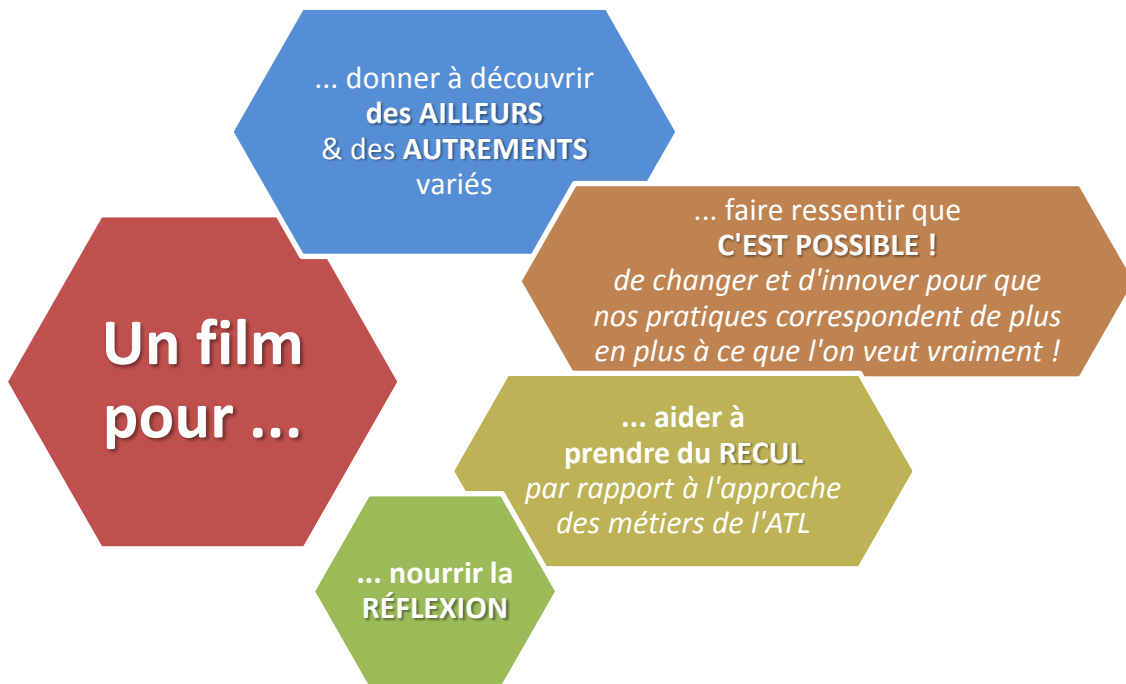 Un film
pour ...
... donner à découvrir
des AILLEURS
& des AUTREMENTS
variés
... faire ressentir que
C'EST POSSIBLE !
de changer et d'innover pour que
nos pratiques correspondent de plus
en plus à ce que l'on veut vraiment !
... aider à
prendre du RECUL
par rapport à l'approche
des métiers de l'ATL
... nourrir la
RÉFLEXION